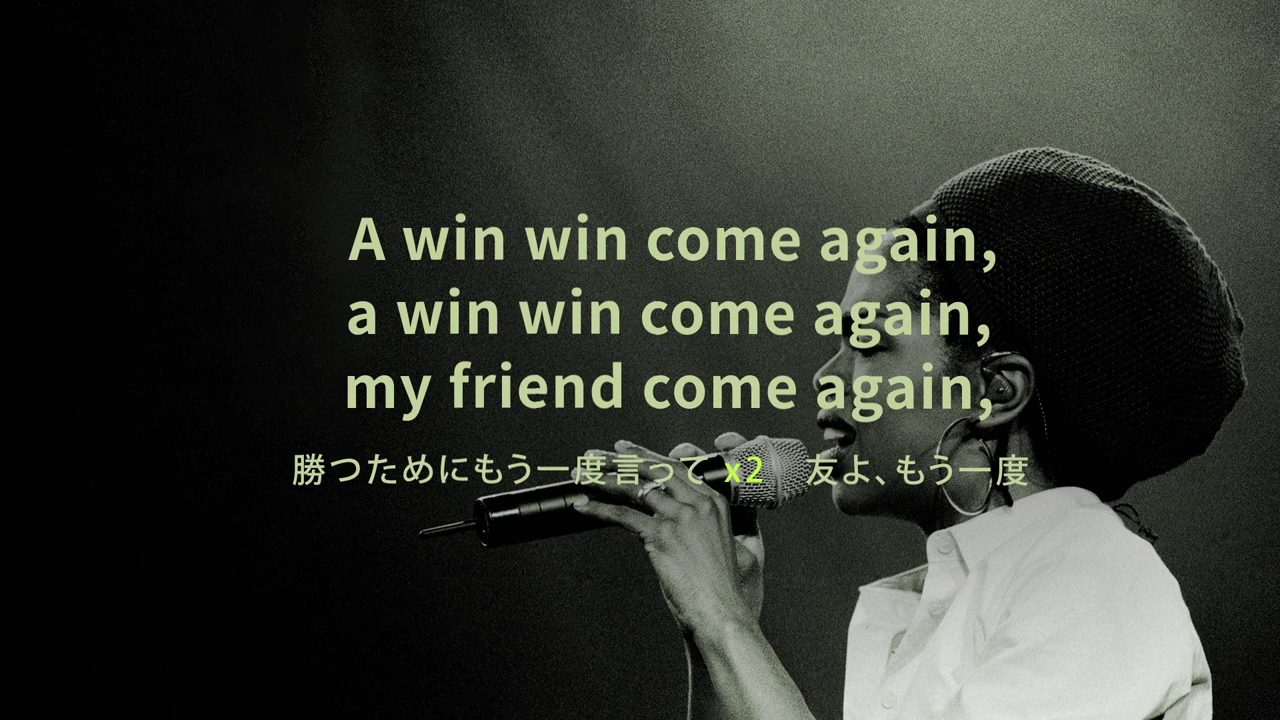 A win win come again,
a win win come again,
my friend come again,
勝つためにもう一度言って x2　友よ、もう一度